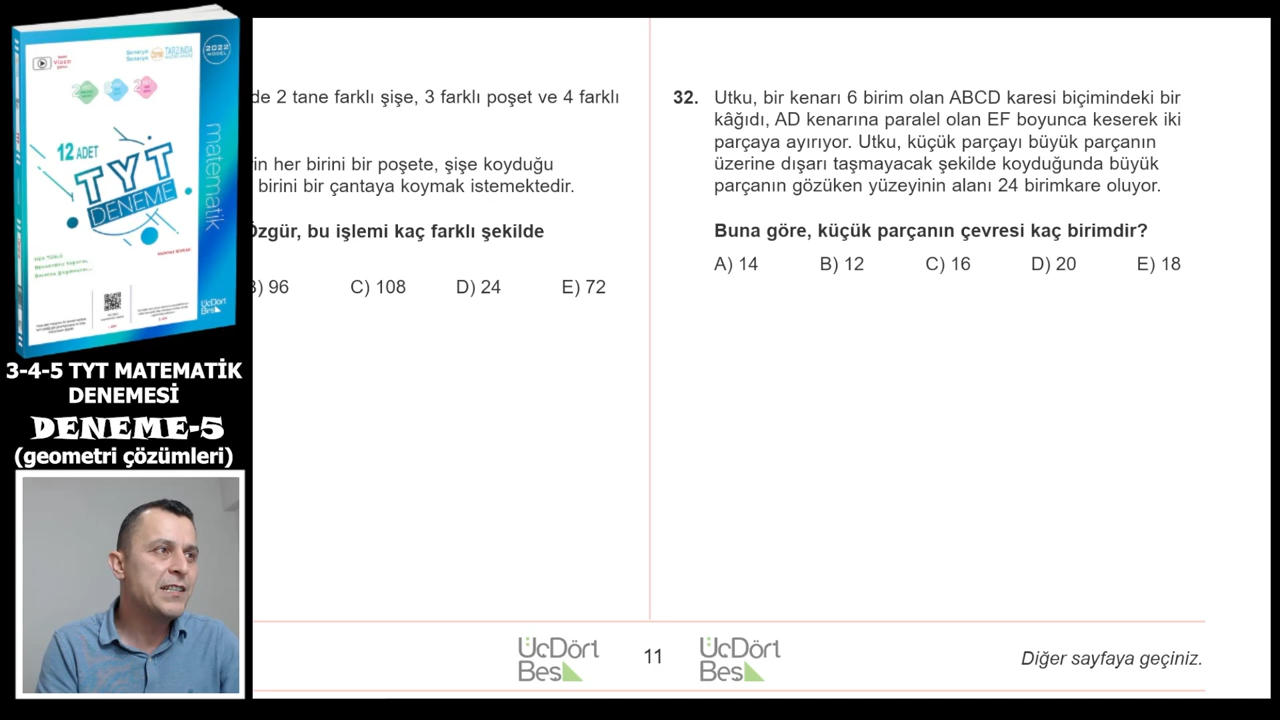 2022
MODEL
12 ADET
TYT
DENEME
matematik
ÜçDört
Beş
3-4-5 TYT MATEMATİK
DENEMESİ
DENEME-5
(geometri çözümleri)
de 2 tane farklı şişe, 3 farklı poşet ve 4 farklı
in her birini bir poşete, şişe koyduğu
birini bir çantaya koymak istemektedir.
Özgür, bu işlemi kaç farklı şekilde
B) 96 C) 108 D) 24 E) 72
32. Utku, bir kenarı 6 birim olan ABCD karesi biçimindeki bir
kâğıdı, AD kenarına paralel olan EF boyunca keserek iki
parçaya ayırıyor. Utku, küçük parçayı büyük parçanın
üzerine dışarı taşmayacak şekilde koyduğunda büyük
parçanın gözüken yüzeyinin alanı 24 birimkare oluyor.
Buna göre, küçük parçanın çevresi kaç birimdir?
A) 14 B) 12 C) 16 D) 20 E) 18
ÜçDört
Beş
11
ÜçDört
Beş
Diğer sayfaya geçiniz.